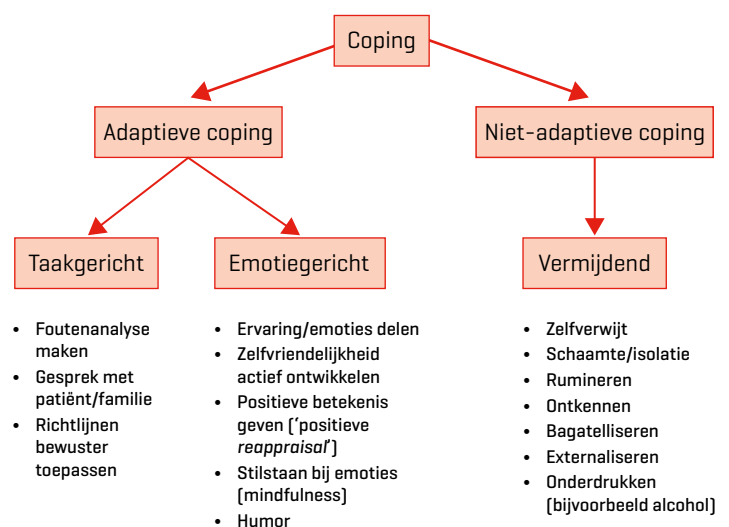 Coping
Adaptieve coping
Niet-adaptieve coping
Taakgericht
Emotiegericht
Vermijdend
• Foutenanalyse
maken
• Gesprek met
patiënt/familie
• Richtlijnen
bewuster
toepassen
• Ervaring/emoties delen
• Zelfvriendelijkheid
actief ontwikkelen
• Positieve betekenis
geven (‘positieve
reappraisal’)
• Stilstaan bij emoties
(mindfulness)
• Humor
• Zelfverwijt
• Schaamte/isolatie
• Rumineren
• Ontkennen
• Bagatelliseren
• Externaliseren
• Onderdrukken
(bijvoorbeeld alcohol)